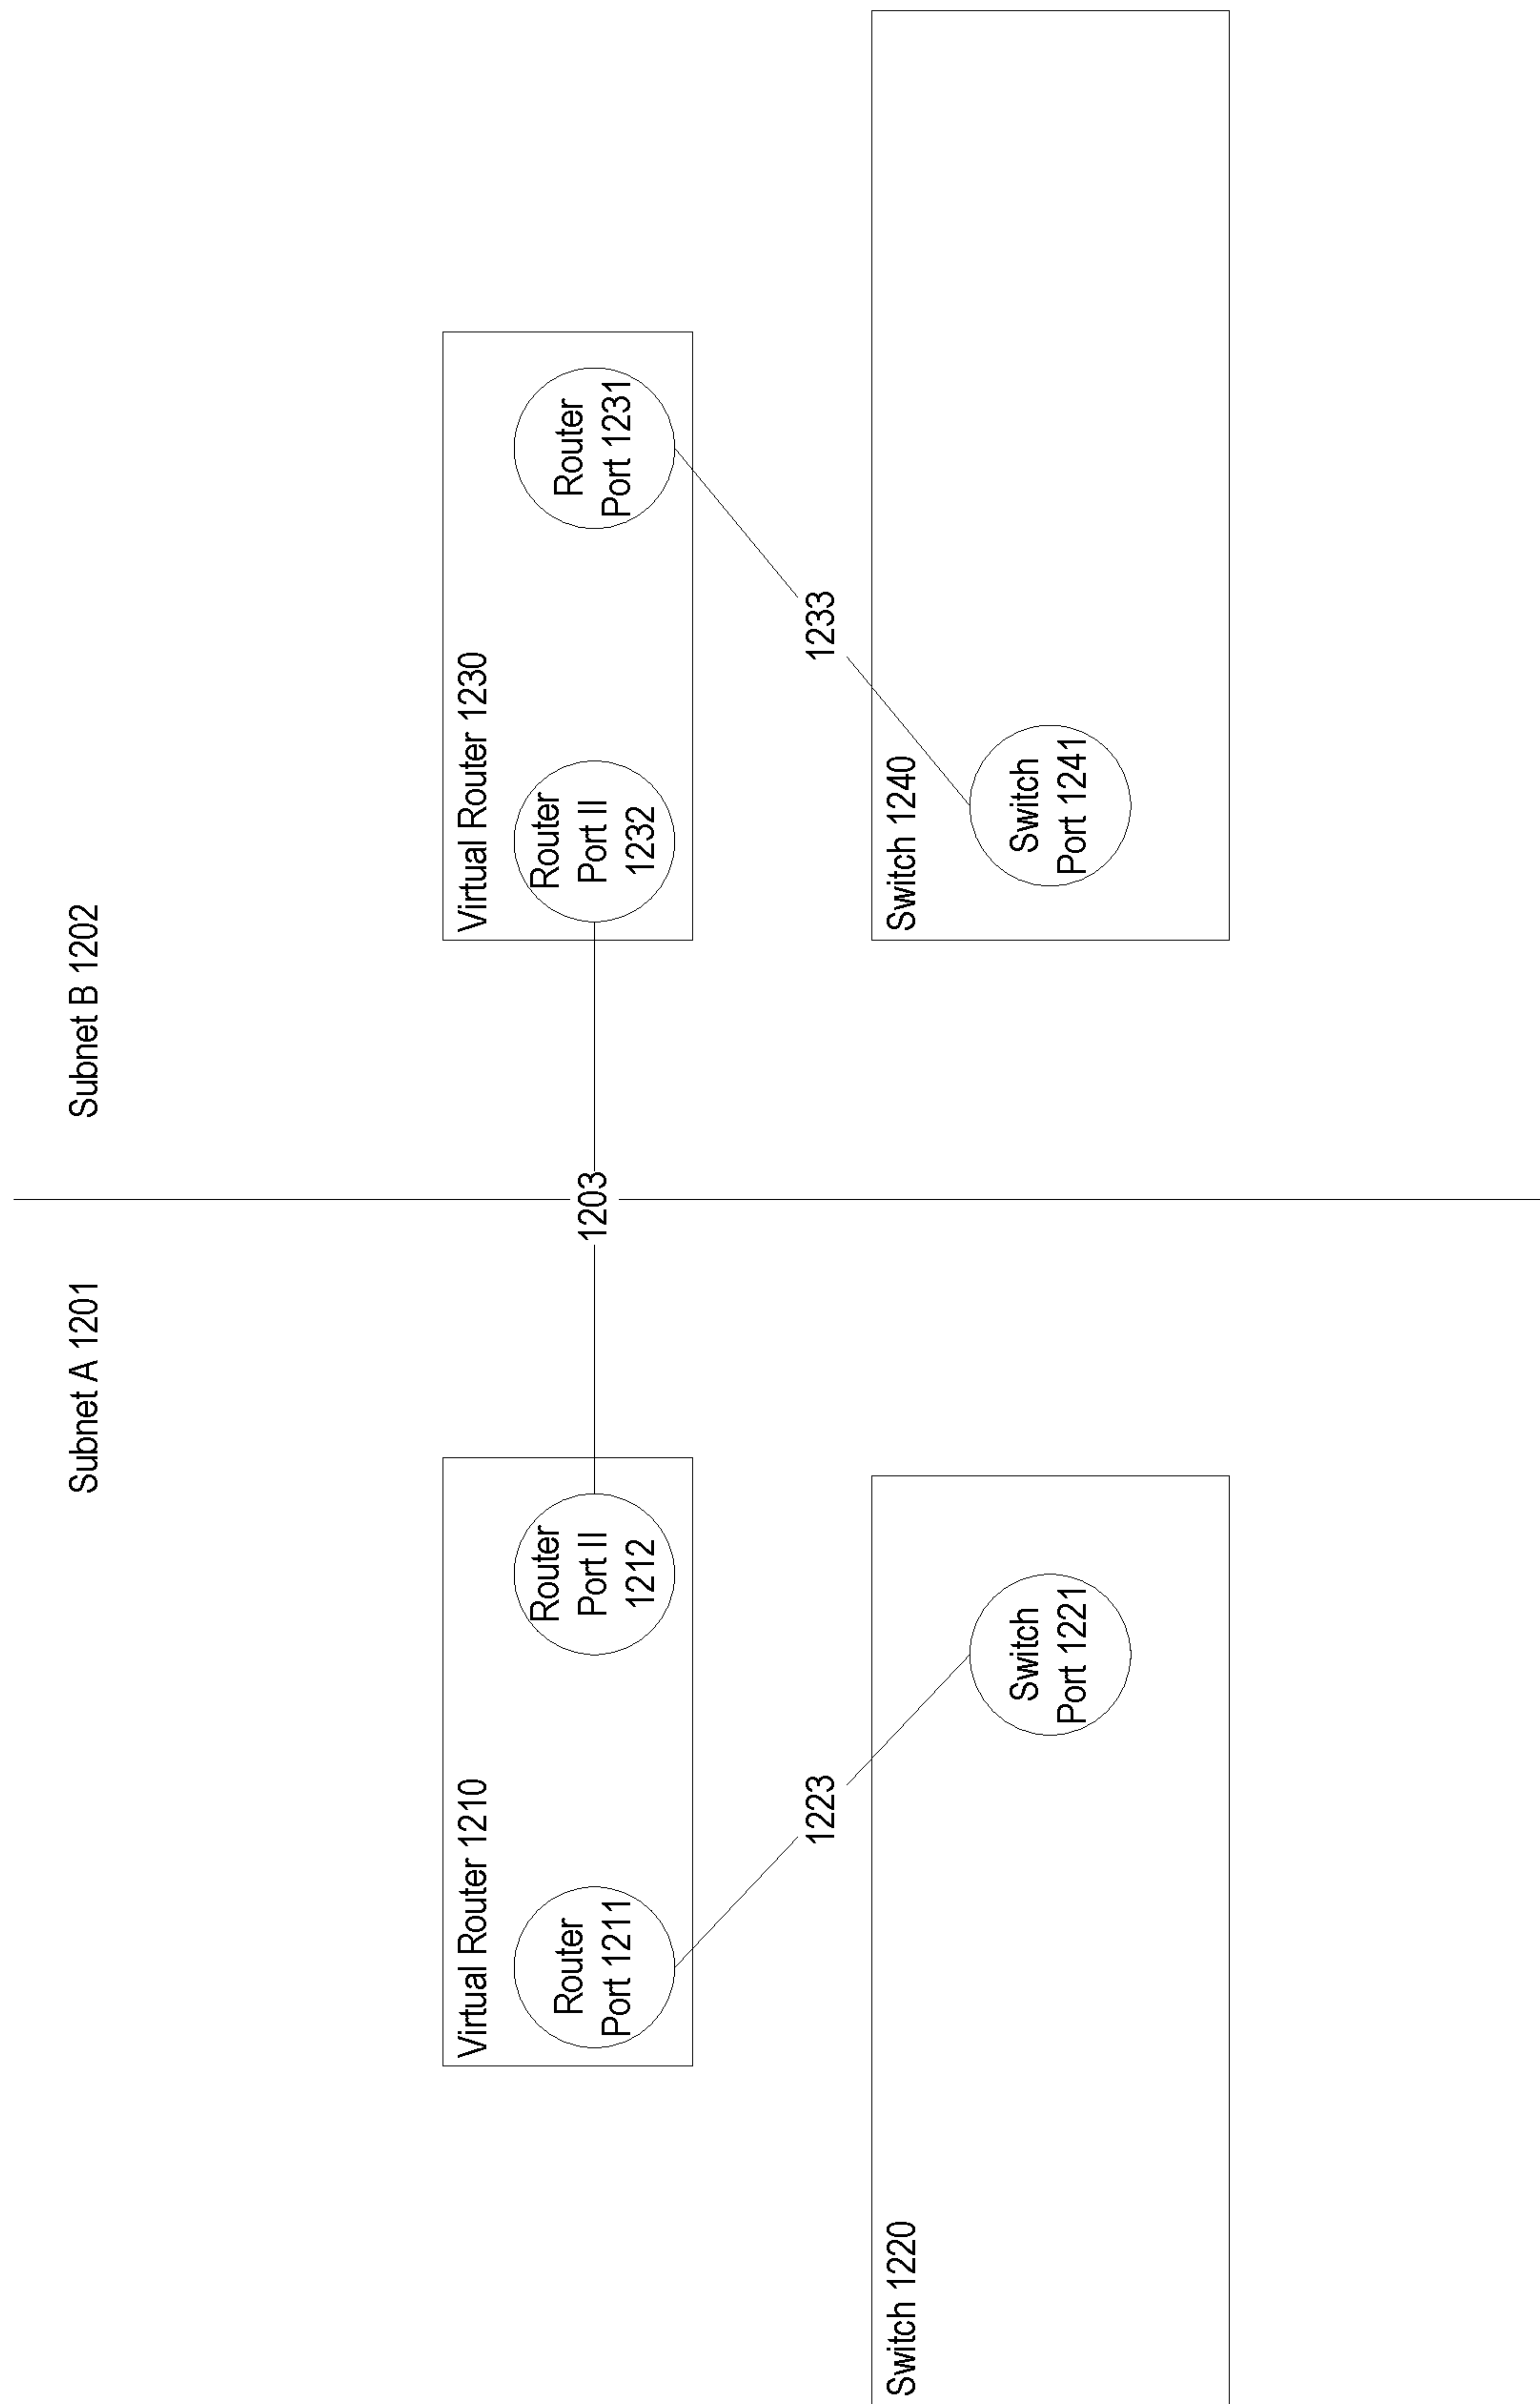 Subnet A 1201
Subnet B 1202
Virtual Router 1210
Router
Port 1211
Router
Port II
1212
1203
Virtual Router 1230
Router
Port II
1232
Router
Port 1231
1223
1233
Switch 1220
Switch
Port 1221
Switch 1240
Switch
Port 1241